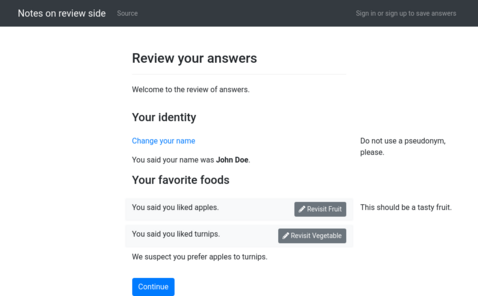 Notes on review side
Source
Sign in or sign up to save answers
Review your answers
Welcome to the review of answers.
Your identity
Change your name
Do not use a pseudonym,
please.
You said your name was John Doe.
Your favorite foods
You said you liked apples.
Revisit Fruit
This should be a tasty fruit.
You said you liked turnips.
Revisit Vegetable
We suspect you prefer apples to turnips.
Continue